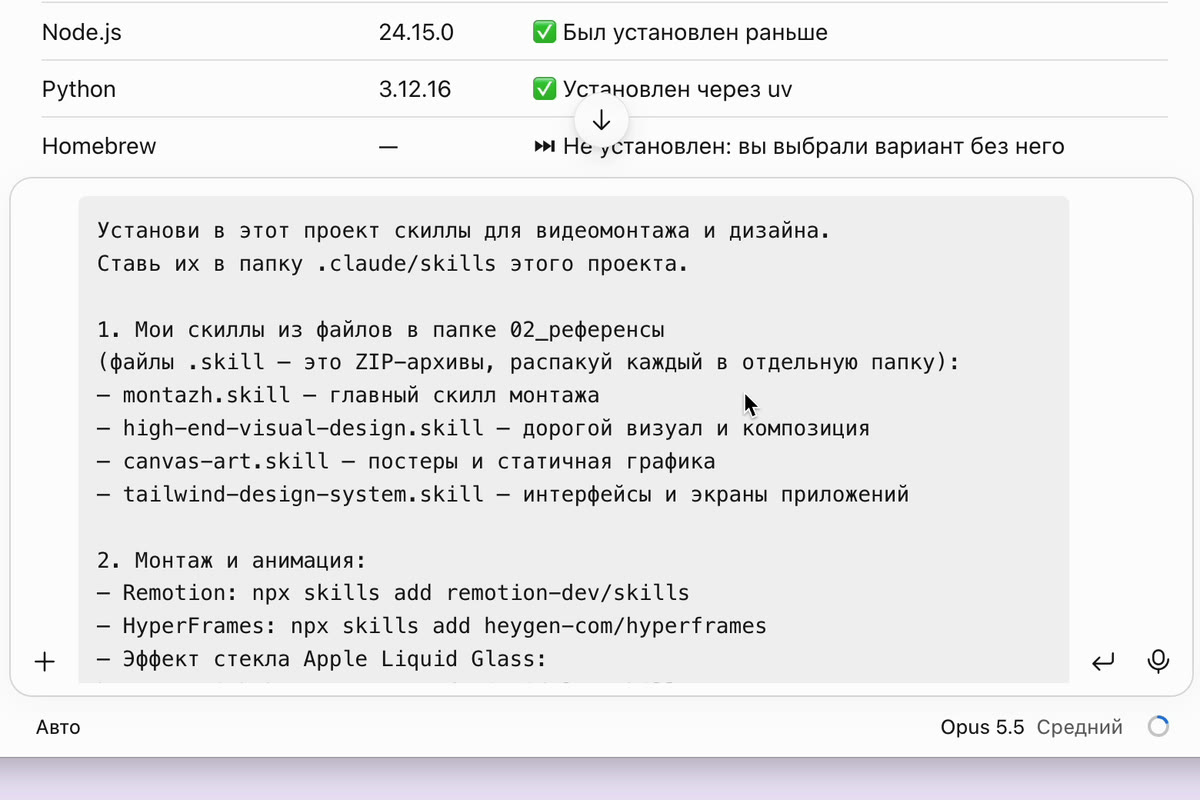 Node.js 24.15.0 ✅ Был установлен раньше
Python 3.12.16 ✅ Установлен через uv
Homebrew — ⏭ Не установлен: вы выбрали вариант без него
Установи в этот проект скиллы для видеомонтажа и дизайна.
Ставь их в папку .claude/skills этого проекта.
1. Мои скиллы из файлов в папке 02_референсы
(файлы .skill — это ZIP-архивы, распакуй каждый в отдельную папку):
— montazh.skill — главный скилл монтажа
— high-end-visual-design.skill — дорогой визуал и композиция
— canvas-art.skill — постеры и статичная графика
— tailwind-design-system.skill — интерфейсы и экраны приложений
2. Монтаж и анимация:
— Remotion: npx skills add remotion-dev/skills
— HyperFrames: npx skills add heygen-com/hyperframes
— Эффект стекла Apple Liquid Glass:
Авто
Opus 5.5 Средний